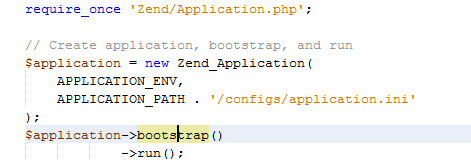 require_once 'Zend/Application.php';
// Create application, bootstrap, and run
$application = new Zend_Application(
APPLICATION_ENV,
APPLICATION_PATH . '/configs/application.ini'
);
$application->bootstrap()
->run();